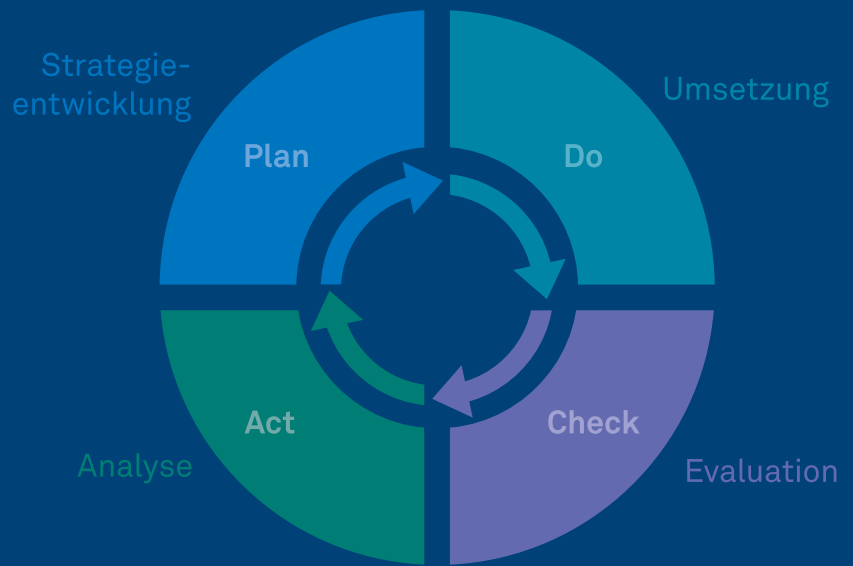 Strategie-
entwicklung
Umsetzung
Plan
Do
Act
Check
Analyse
Evaluation